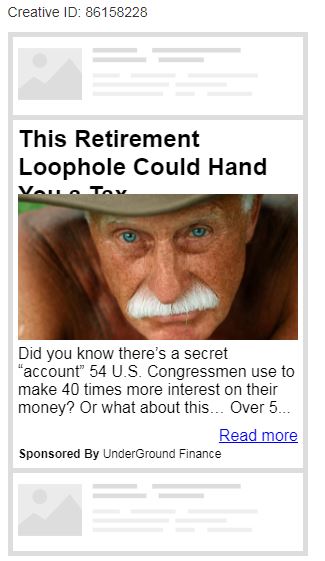 Creative ID: 86158228
This Retirement
Loophole Could Hand
You a Tax
Did you know there's a secret
“account” 54 U.S. Congressmen use to
make 40 times more interest on their
money? Or what about this… Over 5...
Read more
Sponsored By UnderGround Finance